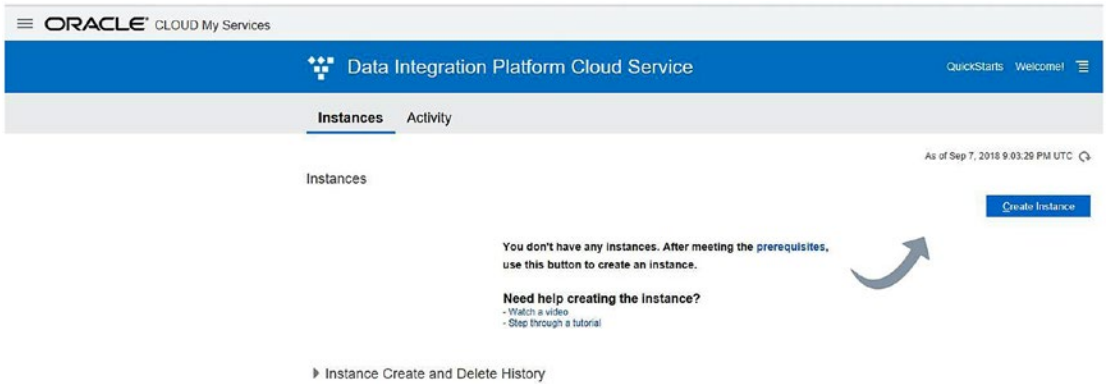 ORACLE® CLOUD My Services
Data Integration Platform Cloud Service
QuickStarts Welcome!
Instances Activity
As of Sep 7, 2018 9:03:29 PM UTC
Instances
Create Instance
You don't have any instances. After meeting the prerequisites,
use this button to create an instance.
Need help creating the instance?
- Watch a video
- Step through a tutorial
Instance Create and Delete History